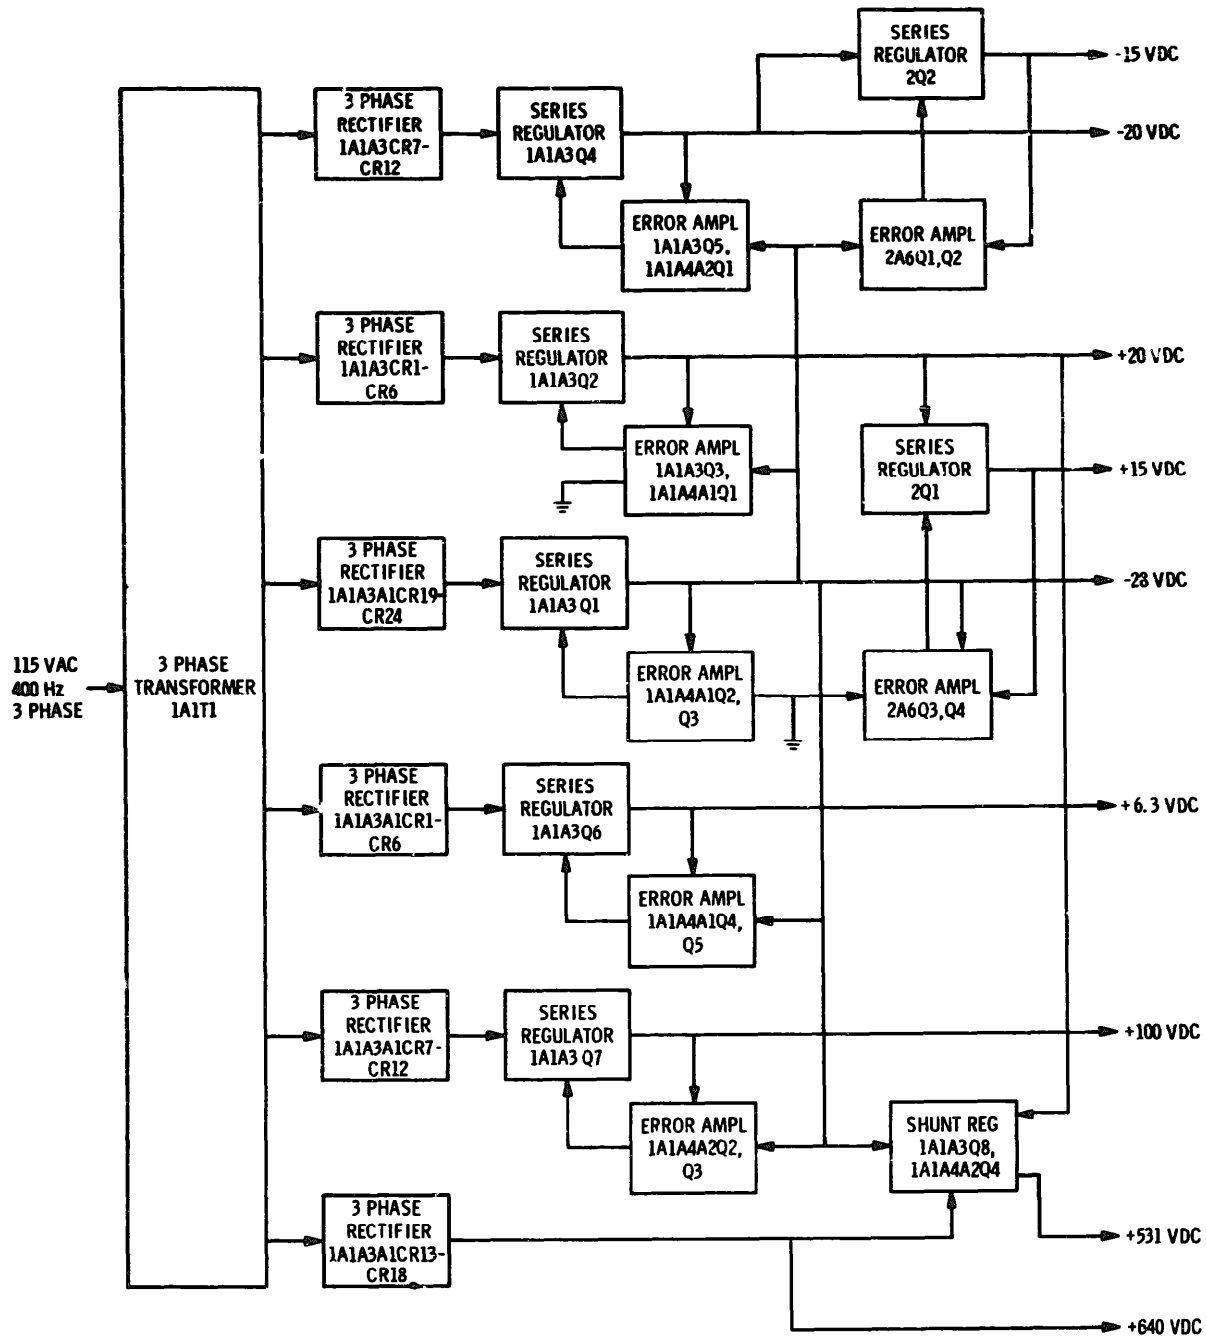 SERIES
REGULATOR
2Q2
-15 VDC
3 PHASE
RECTIFIER
1A1A3CR7-
CR12
SERIES
REGULATOR
1A1A3Q4
-20 VDC
ERROR AMPL
1A1A3Q5,
1A1A4A2Q1
ERROR AMPL
2A6Q1,Q2
3 PHASE
RECTIFIER
1A1A3CR1-
CR6
SERIES
REGULATOR
1A1A3Q2
+20 VDC
ERROR AMPL
1A1A3Q3,
1A1A4A1Q1
SERIES
REGULATOR
2Q1
+15 VDC
3 PHASE
RECTIFIER
1A1A3A1CR19-
CR24
SERIES
REGULATOR
1A1A3 Q1
-28 VDC
115 VAC
400 Hz
3 PHASE
3 PHASE
TRANSFORMER
1A1T1
ERROR AMPL
1A1A4A1Q2,
Q3
ERROR AMPL
2A6Q3,Q4
3 PHASE
RECTIFIER
1A1A3A1CR1-
CR6
SERIES
REGULATOR
1A1A3Q6
+6.3 VDC
ERROR AMPL
1A1A4A1Q4,
Q5
3 PHASE
RECTIFIER
1A1A3A1CR7-
CR12
SERIES
REGULATOR
1A1A3 Q7
+100 VDC
ERROR AMPL
1A1A4A2Q2,
Q3
SHUNT REG
1A1A3Q8,
1A1A4A2Q4
3 PHASE
RECTIFIER
1A1A3A1CR13-
CR18
+531 VDC
+640 VDC